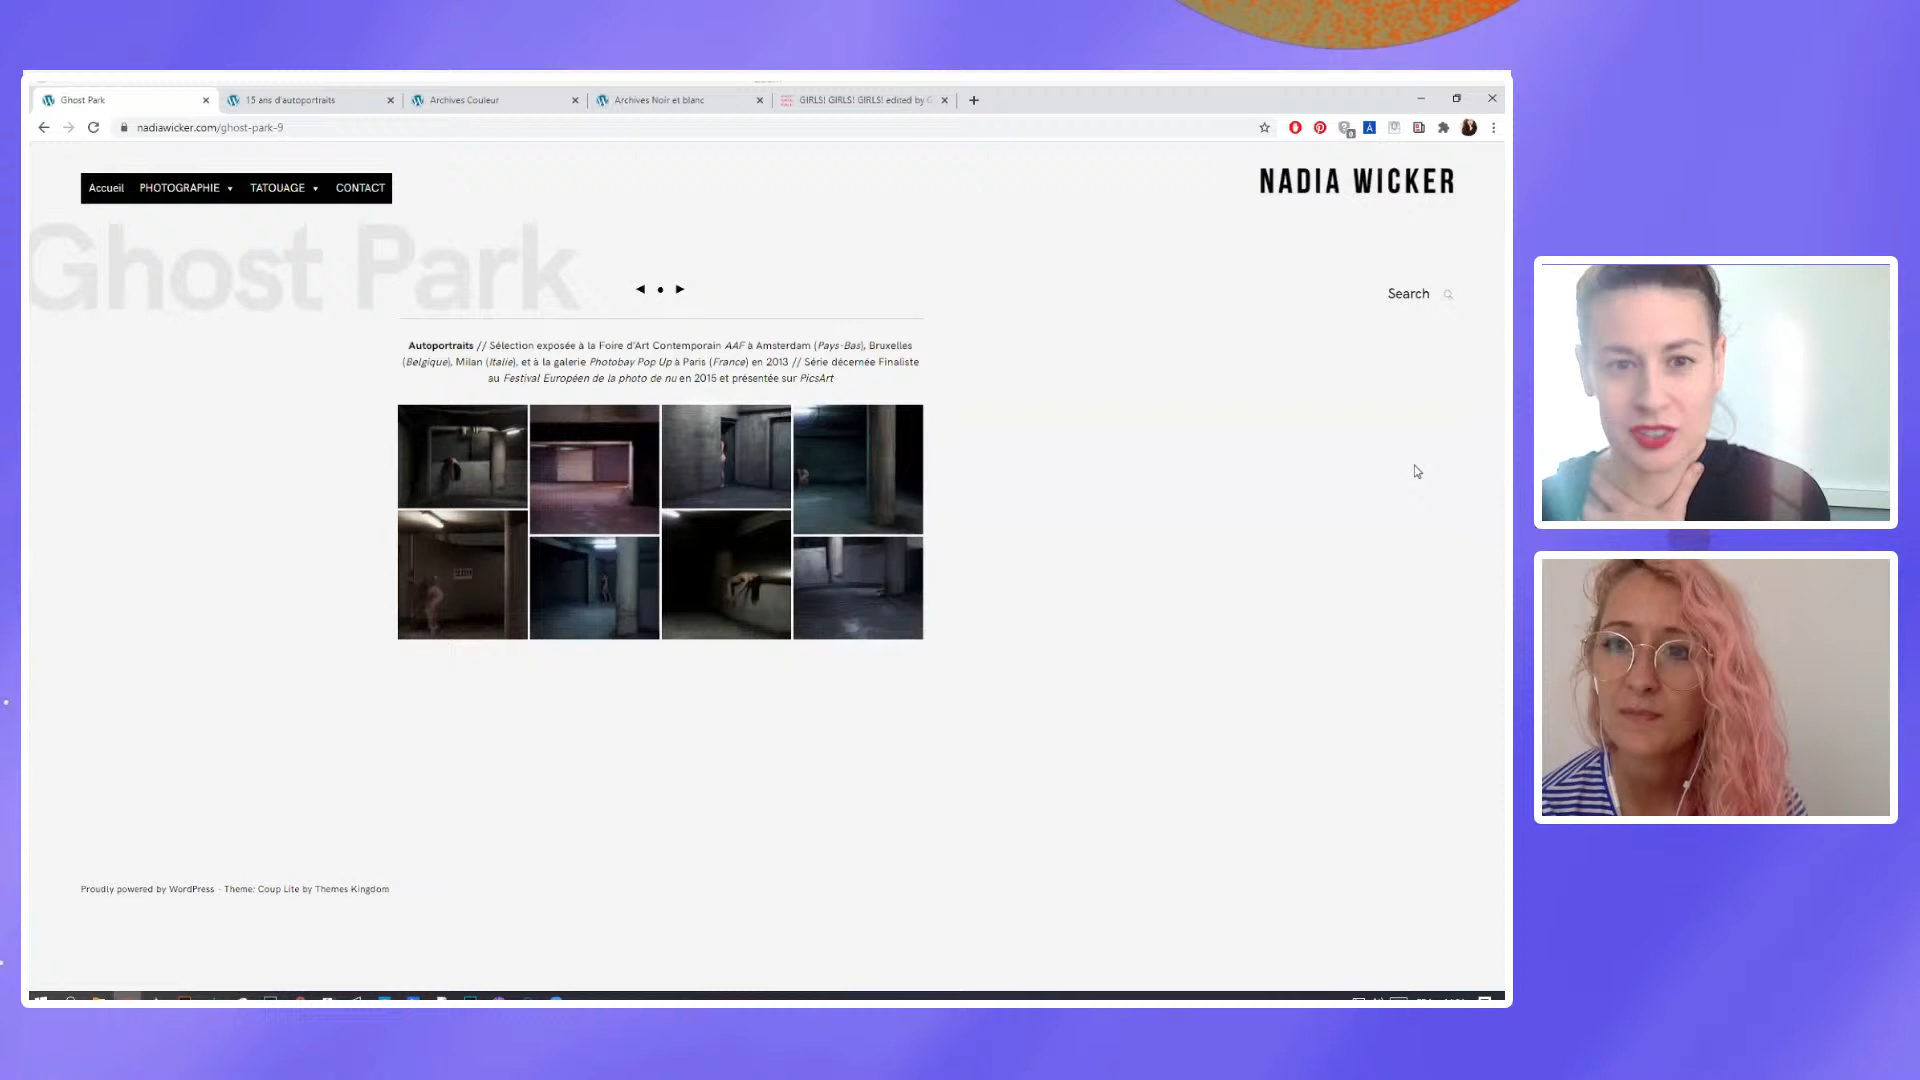 Ghost Park
15 ans d'autoportraits
Archives Couleur
Archives Noir et blanc
GIRLS! GIRLS! GIRLS! edited by G
nadiawicker.com/ghost-park-9
Accueil PHOTOGRAPHIE TATOUAGE CONTACT
NADIA WICKER
Ghost Park
Search
Autoportraits // Sélection exposée à la Foire d'Art Contemporain AAF à Amsterdam (Pays-Bas), Bruxelles
(Belgique), Milan (Italie), et à la galerie Photobay Pop Up à Paris (France) en 2013 // Série décernée Finaliste
au Festival Européen de la photo de nu en 2015 et présentée sur PicsArt
Proudly powered by WordPress - Theme: Coup Lite by Themes Kingdom